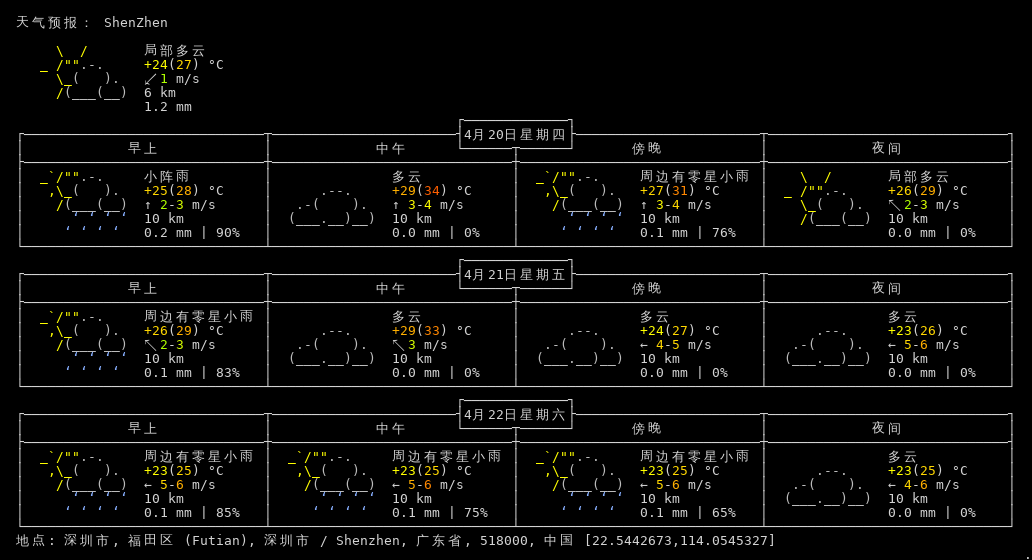 天气预报： ShenZhen
局部多云
+24(27) °C
↙ 1 m/s
6 km
1.2 mm
4月20日星期四
早上 中午 傍晚 夜间
小阵雨 多云 周边有零星小雨 局部多云
+25(28) °C +29(34) °C +27(31) °C +26(29) °C
↑ 2-3 m/s ↑ 3-4 m/s ↑ 3-4 m/s ↖ 2-3 m/s
10 km 10 km 10 km 10 km
0.2 mm | 90% 0.0 mm | 0% 0.1 mm | 76% 0.0 mm | 0%
4月21日星期五
早上 中午 傍晚 夜间
周边有零星小雨 多云 多云 多云
+26(29) °C +29(33) °C +24(27) °C +23(26) °C
↖ 2-3 m/s ↖ 3 m/s ← 4-5 m/s ← 5-6 m/s
10 km 10 km 10 km 10 km
0.1 mm | 83% 0.0 mm | 0% 0.0 mm | 0% 0.0 mm | 0%
4月22日星期六
早上 中午 傍晚 夜间
周边有零星小雨 周边有零星小雨 周边有零星小雨 多云
+23(25) °C +23(25) °C +23(25) °C +23(25) °C
← 5-6 m/s ← 5-6 m/s ← 5-6 m/s ← 4-6 m/s
10 km 10 km 10 km 10 km
0.1 mm | 85% 0.1 mm | 75% 0.1 mm | 65% 0.0 mm | 0%
地点: 深圳市, 福田区 (Futian), 深圳市 / Shenzhen, 广东省, 518000, 中国 [22.5442673,114.0545327]